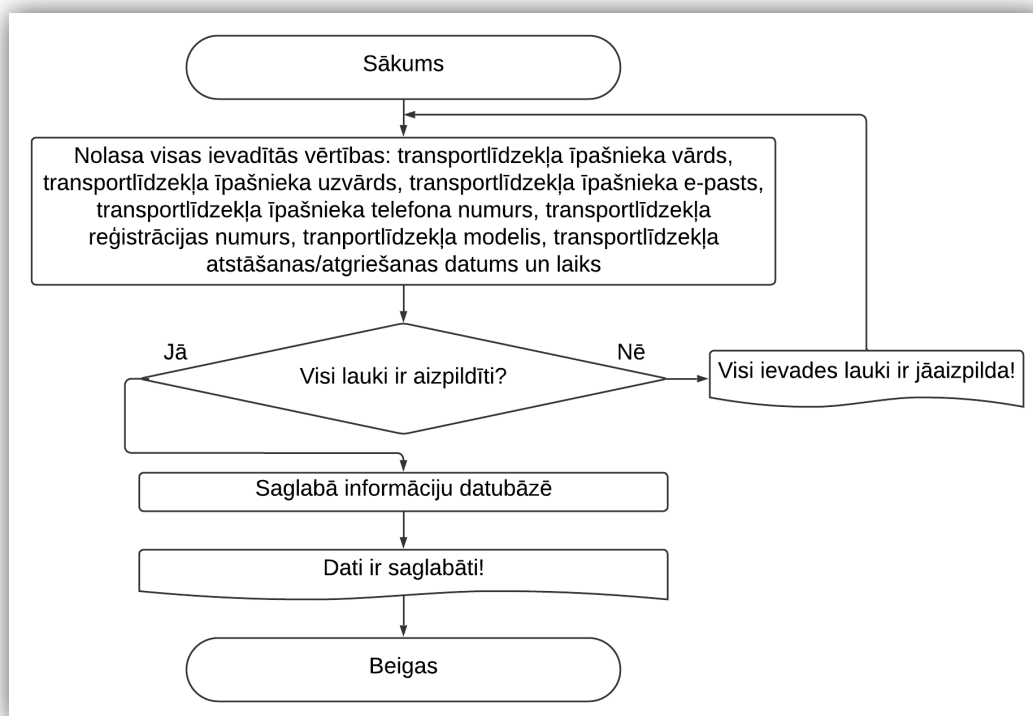 Sākums
Nolasa visas ievadītās vērtības: transportlīdzekļa īpašnieka vārds,
transportlīdzekļa īpašnieka uzvārds, transportlīdzekļa īpašnieka e-pasts,
transportlīdzekļa īpašnieka telefona numurs, transportlīdzekļa
reģistrācijas numurs, tranportlīdzekļa modelis, transportlīdzekļa
atstāšanas/atgriešanas datums un laiks
Jā
Visi lauki ir aizpildīti?
Nē
Visi ievades lauki ir jāaizpilda!
Saglabā informāciju datubāzē
Dati ir saglabāti!
Beigas